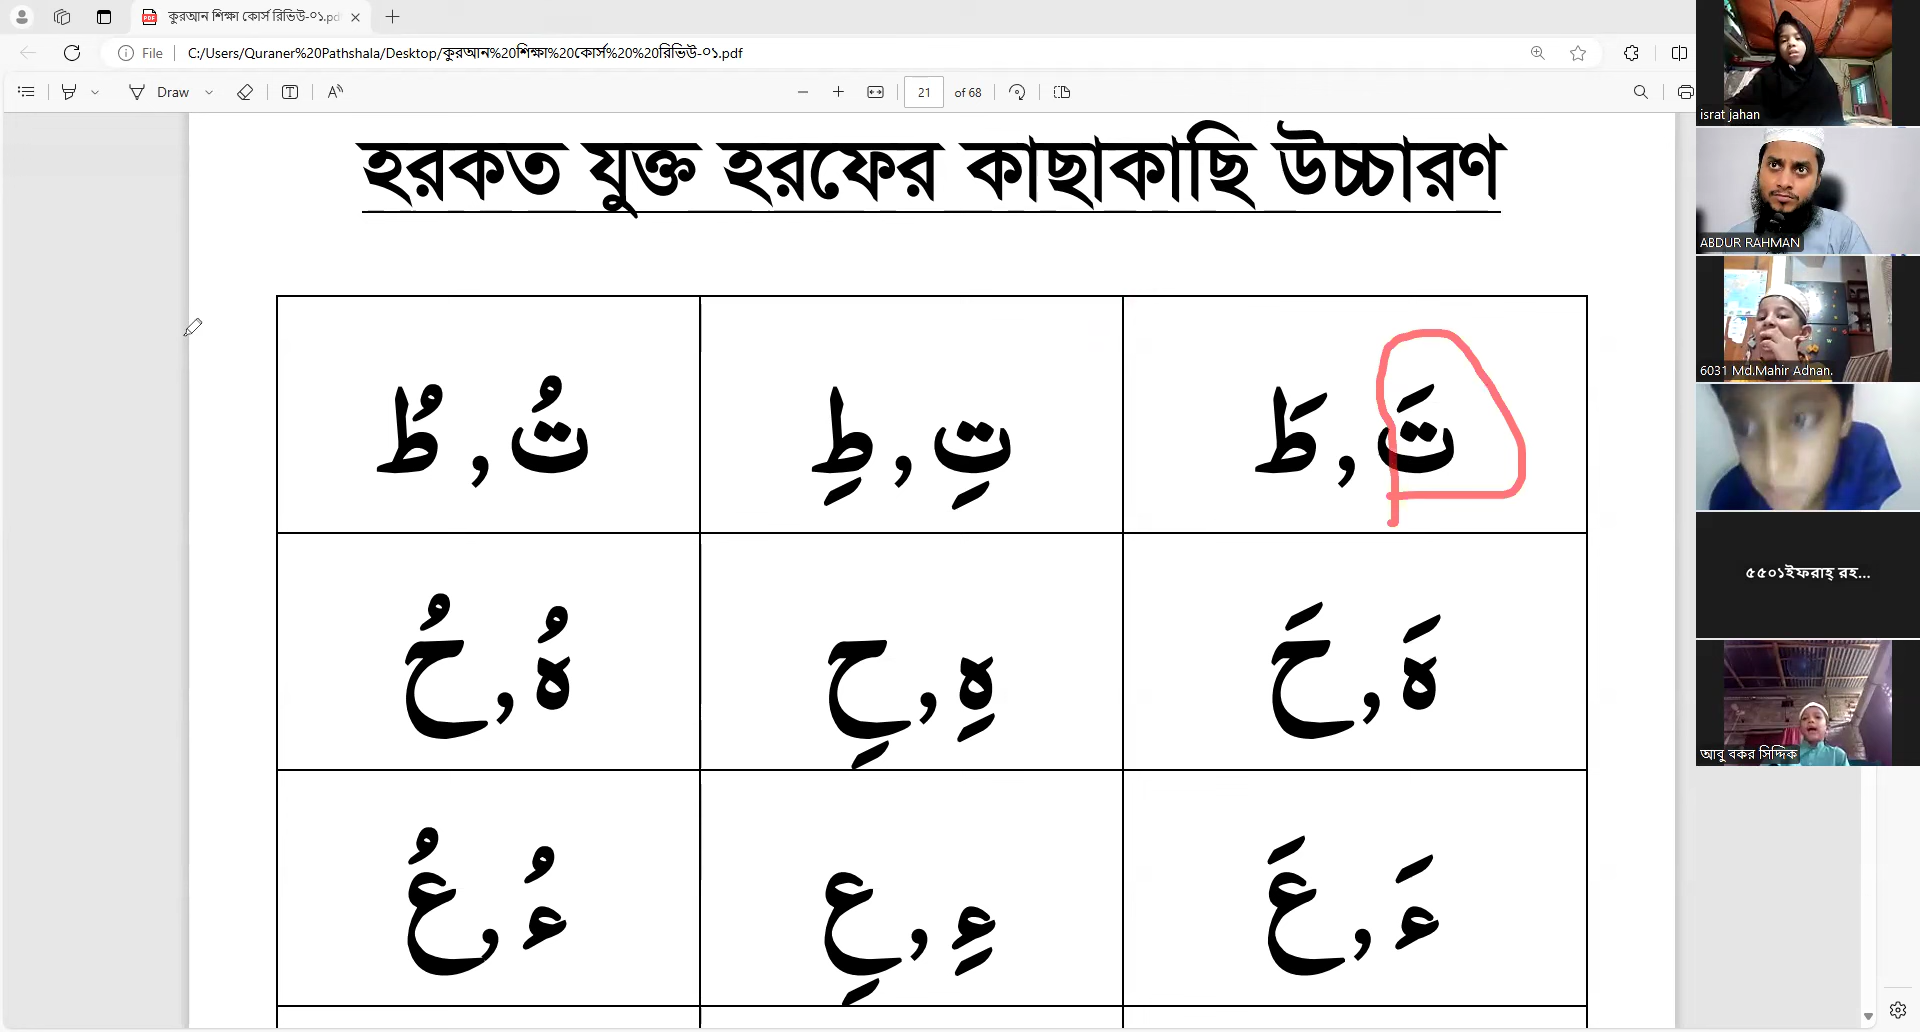 কুরআন শিক্ষা কোর্স রিভিউ-০১.pd
File
C:/Users/Quraner%20Pathshala/Desktop/কুরআন%20শিক্ষা%20কোর্স%20%20রিভিউ-০১.pdf
Draw
21 of 68
হরকত যুক্ত হরফের কাছাকাছি উচ্চারণ
تَ , طَ
تِ , طِ
تُ , طُ
هَ , حَ
هِ , حِ
هُ , حُ
ءَ , عَ
ءِ , عِ
ءُ , عُ
israt jahan
ABDUR RAHMAN
6031 Md.Mahir Adnan.
৫৫০১ইফরাহ্ রহ...
আবু বকর সিদ্দিক